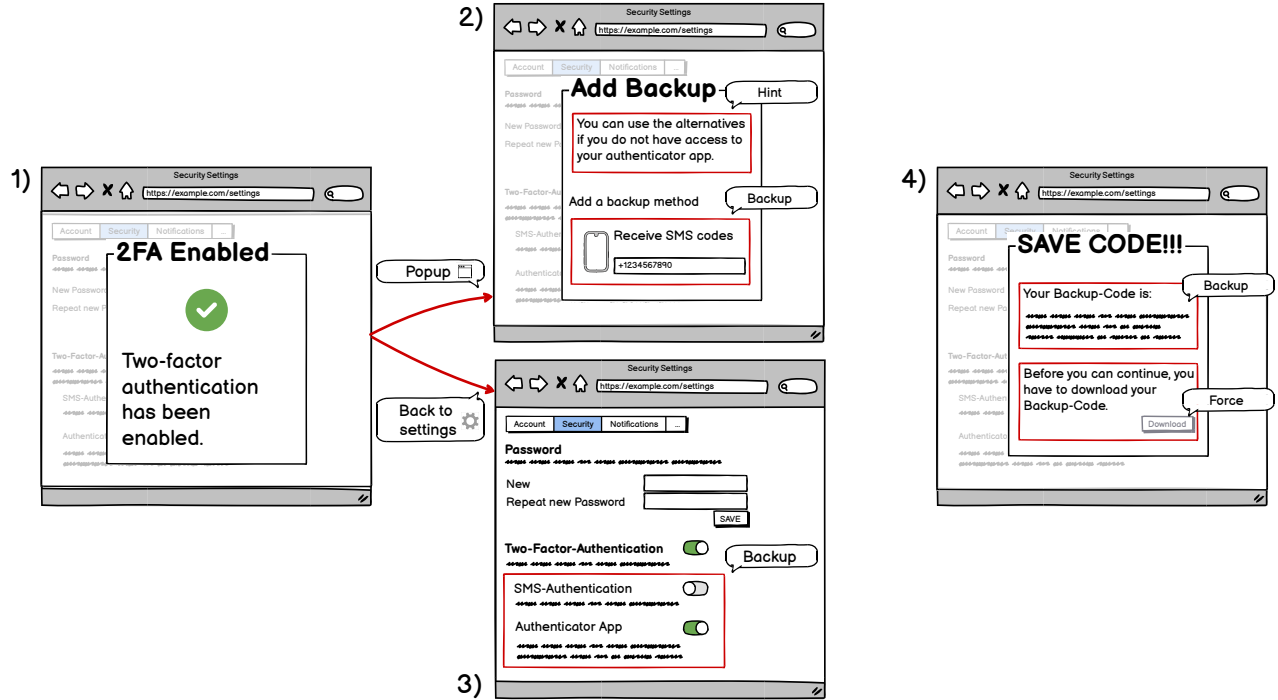 1)
Security Settings
https://example.com/settings
Account Security Notifications ...
2FA Enabled
Password
New Password
Repeat new P
Two-factor
authentication
has been
enabled.
Two-Factor-Au
SMS-Authe
Authenticat
Popup
Back to
settings
2)
Security Settings
https://example.com/settings
Account Security Notifications ...
Add Backup
Hint
Password
New Password
Repeat new Pa
You can use the alternatives
if you do not have access to
your authenticator app.
Two-Factor-Au
Add a backup method
Backup
SMS-Authen
Receive SMS codes
+1234567890
Authenticato
3)
Security Settings
https://example.com/settings
Account Security Notifications ...
Password
New
Repeat new Password
SAVE
Two-Factor-Authentication
Backup
SMS-Authentication
Authenticator App
4)
Security Settings
https://example.com/settings
Account Security Notifications ...
SAVE CODE!!!
Password
New Password
Repeat new P
Your Backup-Code is:
Backup
Two-Factor-Aut
SMS-Authen
Authenticato
Before you can continue, you
have to download your
Backup-Code.
Force
Download